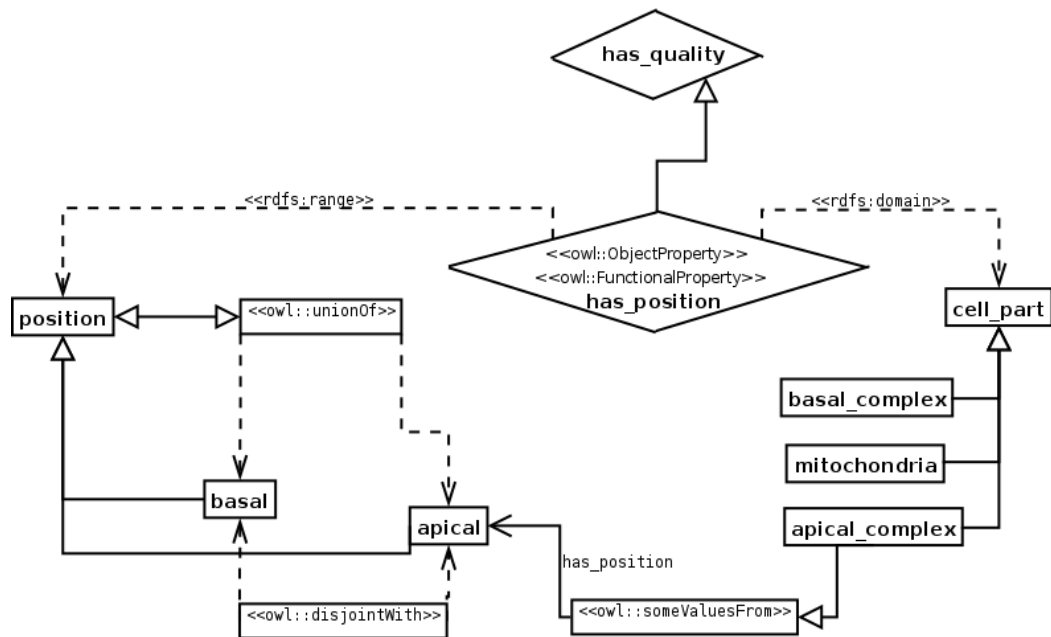 has_quality
<<rdfs:range>>
<<rdfs:domain>>
<<owl::ObjectProperty>>
<<owl::FunctionalProperty>>
has_position
position
<<owl::unionOf>>
cell_part
basal_complex
mitochondria
basal
apical
apical_complex
has_position
<<owl::disjointWith>>
<<owl::someValuesFrom>>